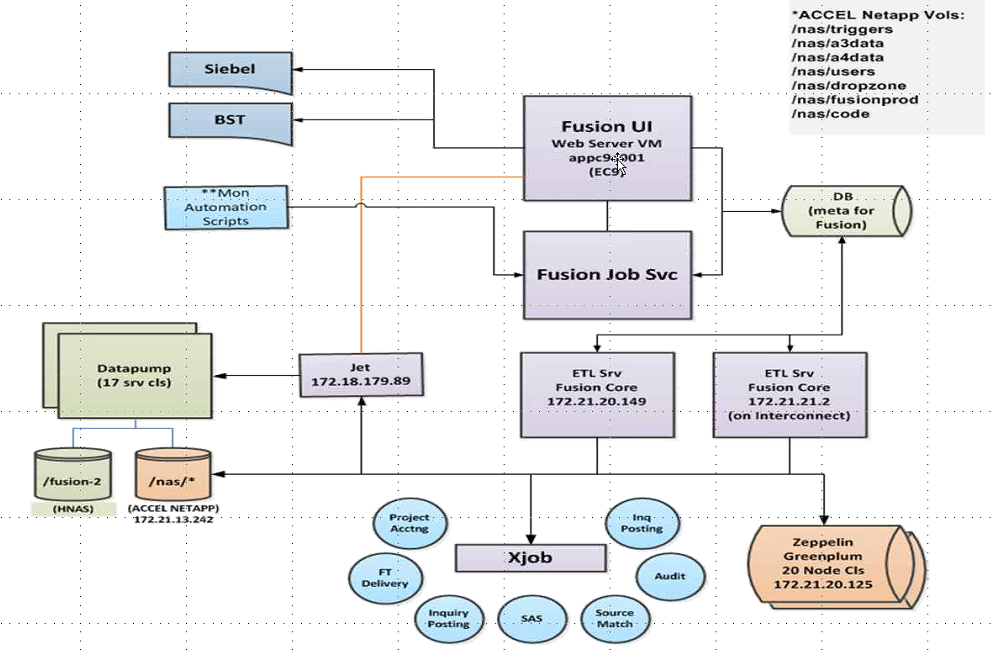 *ACCEL Netapp Vols:
/nas/triggers
/nas/a3data
/nas/a4data
/nas/users
/nas/dropzone
/nas/fusionprod
/nas/code
Siebel
BST
**Mon
Automation
Scripts
Fusion UI
Web Server VM
(EC9)
DB
(meta for
Fusion)
Fusion Job Svc
Datapump
(17 srv cls)
Jet
172.18.179.89
ETL Srv
Fusion Core
172.21.20.149
ETL Srv
Fusion Core
172.21.21.2
(on Interconnect)
/fusion-2
(HNAS)
/nas/*
(ACCEL NETAPP)
172.21.13.242
Project
Acctng
Inq
Posting
Xjob
FT
Delivery
Audit
Inquiry
Posting
SAS
Source
Match
Zeppelin
Greenplum
20 Node Cls
172.21.20.125